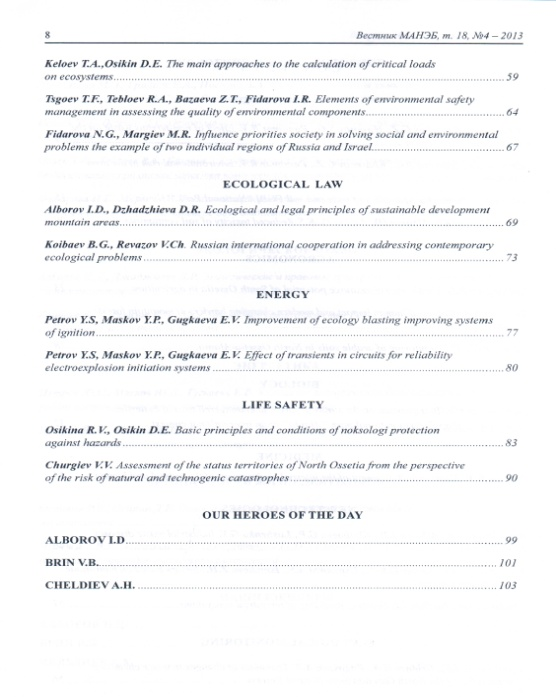 8 Вестник МАНЭБ, т. 18, №4 – 2013
Keloev T.A.,Osikin D.E. The main approaches to the calculation of critical loads
on ecosystems 59
Tsgoev T.F., Tebloev R.A., Bazaeva Z.T., Fidarova I.R. Elements of environmental safety
management in assessing the quality of environmental components 64
Fidarova N.G., Margiev M.R. Influence priorities society in solving social and environmental
problems the example of two individual regions of Russia and Israel 67
ECOLOGICAL LAW
Alborov I.D., Dzhadzhieva D.R. Ecological and legal principles of sustainable development
mountain areas 69
Koibaev B.G., Revazov V.Ch. Russian international cooperation in addressing contemporary
ecological problems 73
ENERGY
Petrov Y.S, Maskov Y.P., Gugkaeva E.V. Improvement of ecology blasting improving systems
of ignition 77
Petrov Y.S, Maskov Y.P., Gugkaeva E.V. Effect of transients in circuits for reliability
electroexplosion initiation systems 80
LIFE SAFETY
Osikina R.V., Osikin D.E. Basic principles and conditions of noksologi protection
against hazards 83
Churgiev V.V. Assessment of the status territories of North Ossetia from the perspective
of the risk of natural and technogenic catastrophes 90
OUR HEROES OF THE DAY
ALBOROV I.D 99
BRIN V.B. 101
CHELDIEV A.H. 103